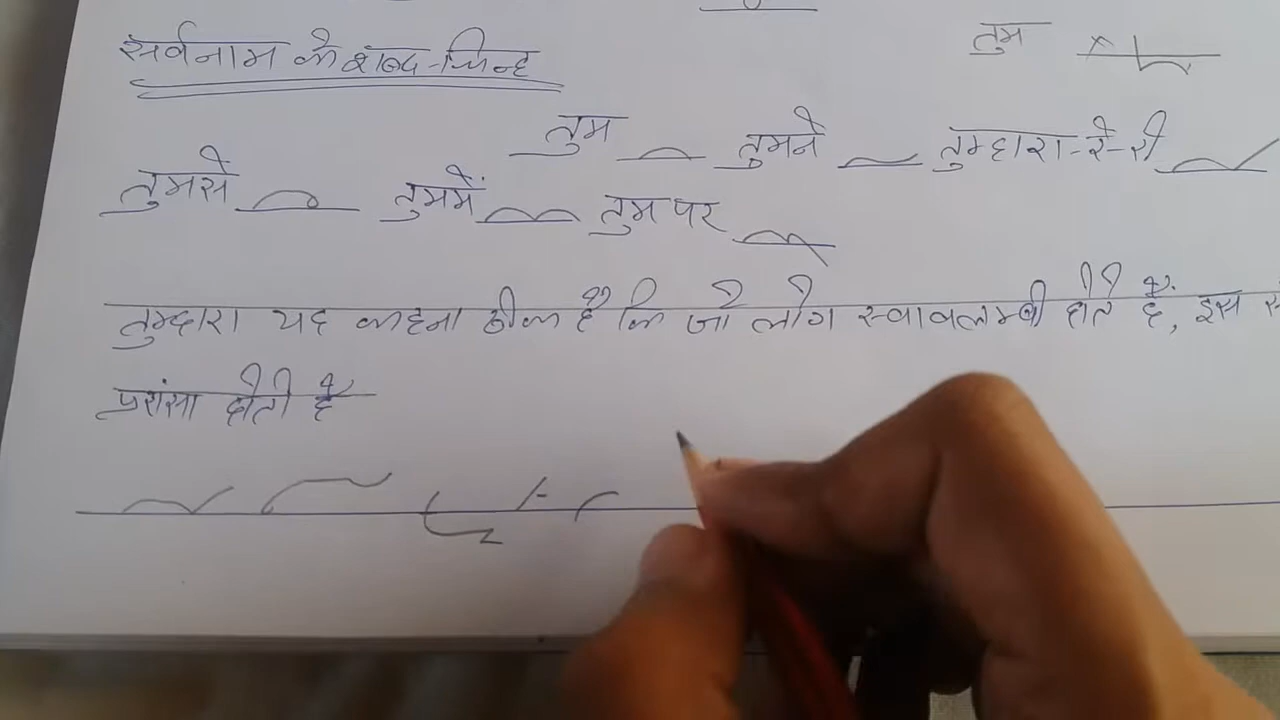 सर्वनाम के शब्द-चिन्ह
तुम
तुम तुमने तुम्हारा-रे-री
तुमसे तुममें तुम पर
तुम्हारा यह कहना ठीक है कि जो लोग स्वावलम्बी होते हैं, इस
प्रशंसा होती है